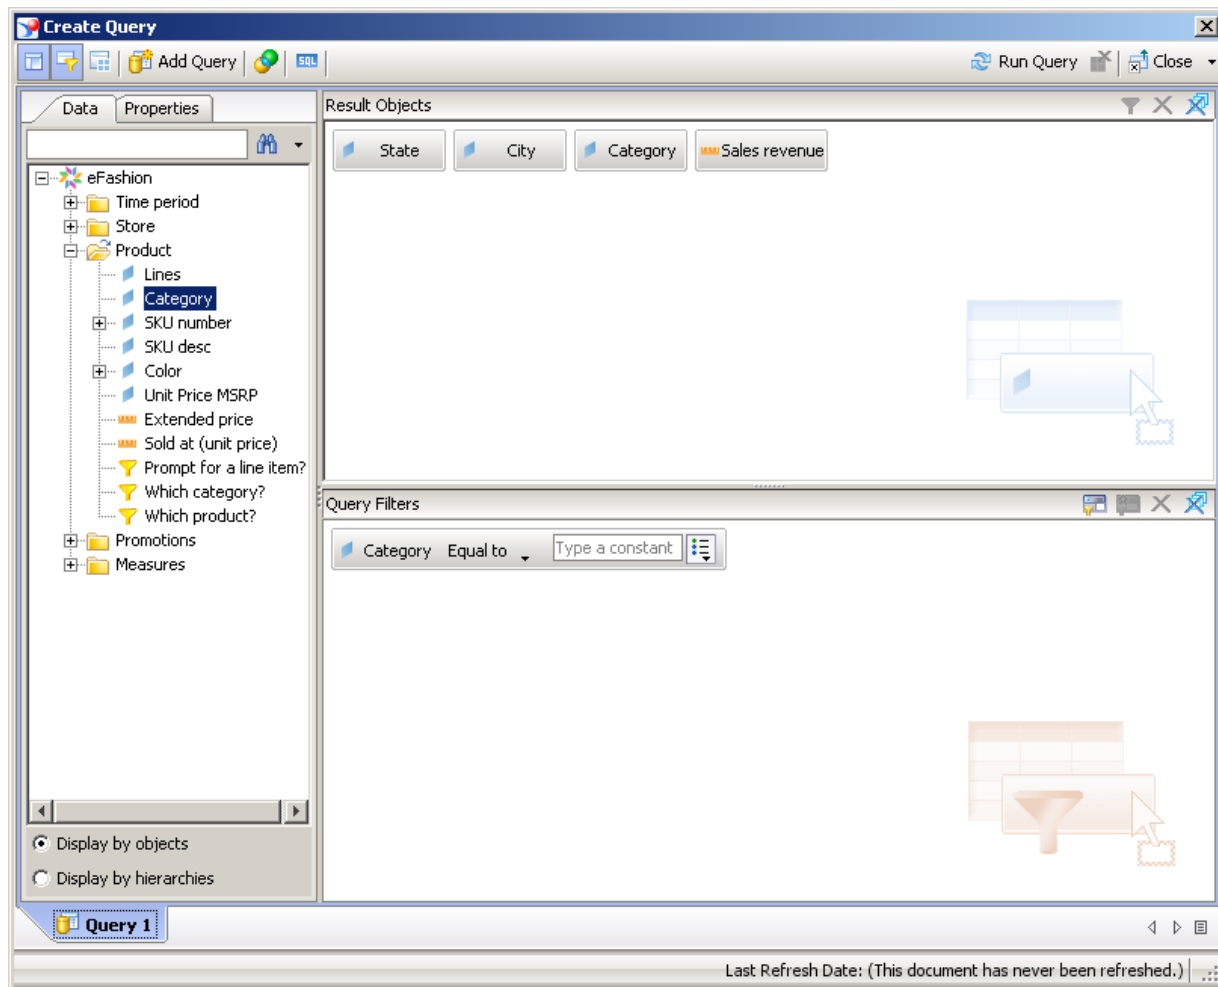 Create Query
Add Query
SQL
Run Query
Close
Data
Properties
Result Objects
State
City
Category
Sales revenue
eFashion
Time period
Store
Product
Lines
Category
SKU number
SKU desc
Color
Unit Price MSRP
Extended price
Sold at (unit price)
Prompt for a line item?
Which category?
Which product?
Promotions
Measures
Query Filters
Category Equal to Type a constant
Display by objects
Display by hierarchies
Query 1
Last Refresh Date: (This document has never been refreshed.)